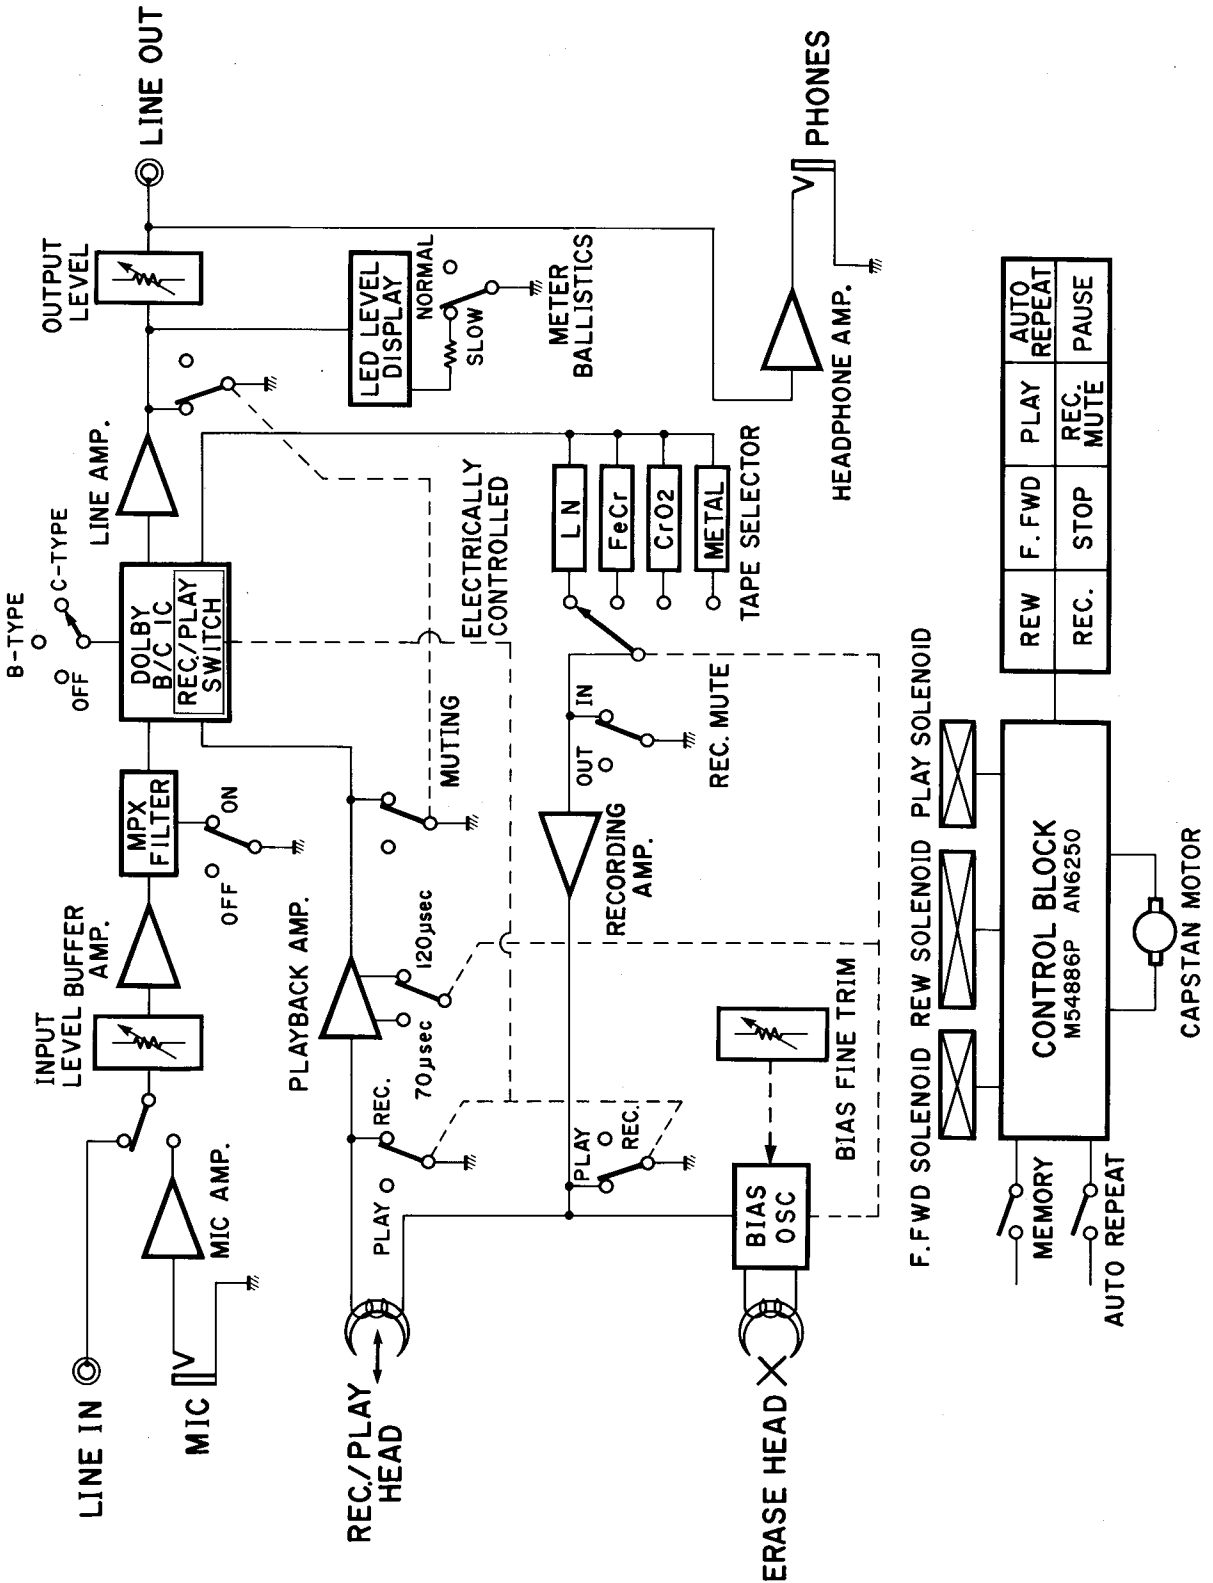 LINE IN
MIC
MIC AMP.
INPUT
LEVEL
BUFFER
AMP.
MPX
FILTER
ON
OFF
B-TYPE
C-TYPE
OFF
DOLBY
B/C IC
REC./PLAY
SWITCH
LINE AMP.
OUTPUT
LEVEL
LINE OUT
LED LEVEL
DISPLAY
NORMAL
SLOW
METER
BALLISTICS
REC./PLAY
HEAD
PLAY
REC.
PLAYBACK AMP.
70μsec
120μsec
MUTING
ELECTRICALLY
CONTROLLED
PLAY
REC.
RECORDING
AMP.
OUT
IN
REC. MUTE
LN
FeCr
CrO2
METAL
TAPE SELECTOR
HEADPHONE AMP.
PHONES
ERASE HEAD
BIAS
OSC
BIAS FINE TRIM
F.FWD SOLENOID
REW SOLENOID
PLAY SOLENOID
MEMORY
AUTO REPEAT
CONTROL BLOCK
M54886P AN6250
CAPSTAN MOTOR
REW
F. FWD
PLAY
AUTO
REPEAT
REC.
STOP
REC.
MUTE
PAUSE